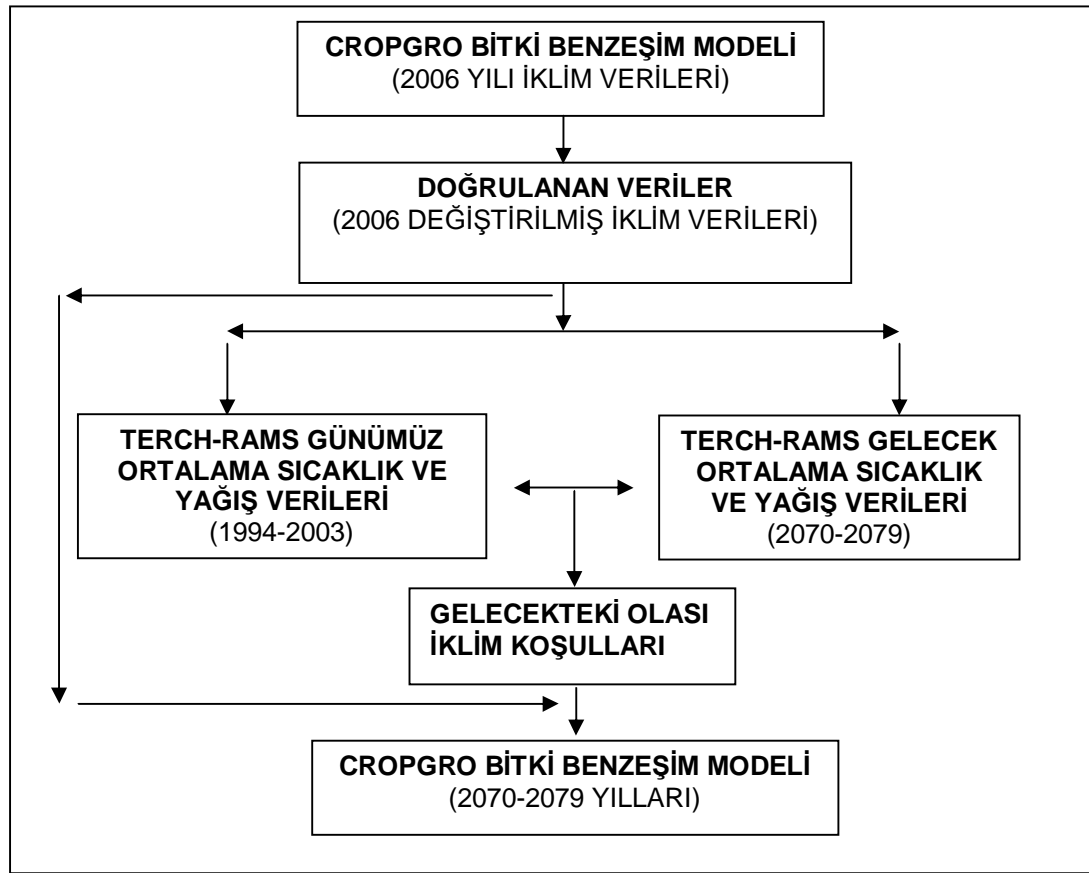 CROPGRO BİTKİ BENZEŞİM MODELİ
(2006 YILI İKLİM VERİLERİ)
DOĞRULANAN VERİLER
(2006 DEĞİŞTİRİLMİŞ İKLİM VERİLERİ)
TERCH-RAMS GÜNÜMÜZ
ORTALAMA SICAKLIK VE
YAĞIŞ VERİLERİ
(1994-2003)
TERCH-RAMS GELECEK
ORTALAMA SICAKLIK
VE YAĞIŞ VERİLERİ
(2070-2079)
GELECEKTEKİ OLASI
İKLİM KOŞULLARI
CROPGRO BİTKİ BENZEŞİM MODELİ
(2070-2079 YILLARI)